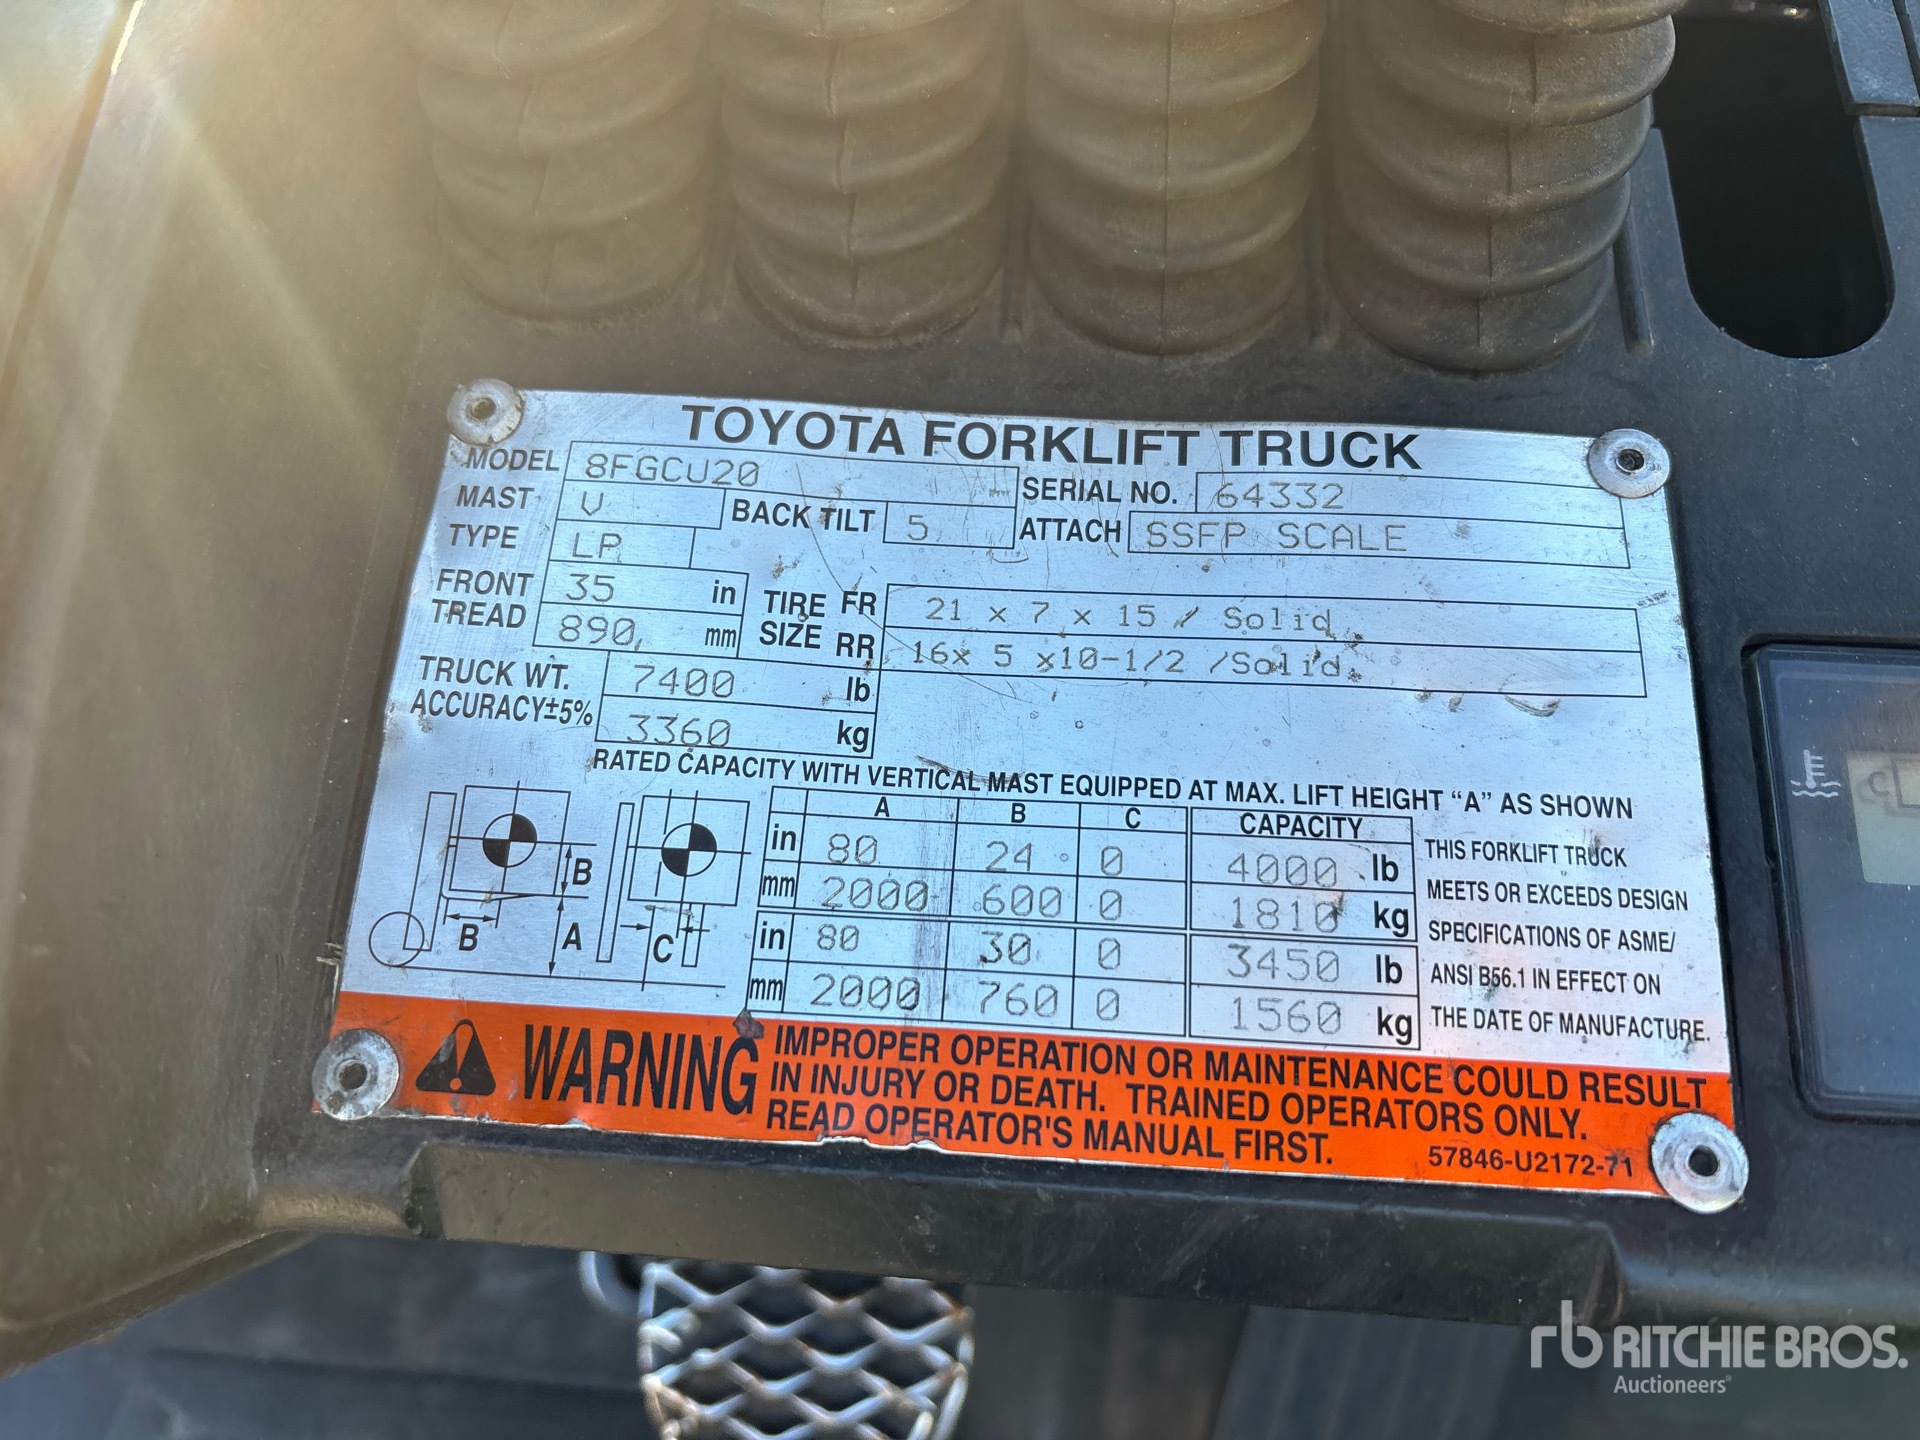 TOYOTA FORKLIFT TRUCK
MODEL 8FGCU20 SERIAL NO. 64332
MAST V BACK TILT 5 ATTACH SSFP SCALE
TYPE LP
FRONT TREAD 35 in TIRE SIZE FR 21 x 7 x 15 / Solid
890 mm RR 16x 5 x10-1/2 /Solid
TRUCK WT. 7400 lb
ACCURACY±5% 3360 kg
RATED CAPACITY WITH VERTICAL MAST EQUIPPED AT MAX. LIFT HEIGHT "A" AS SHOWN
A B C CAPACITY
in 80 24 0 4000 lb
mm 2000 600 0 1810 kg
in 80 30 0 3450 lb
mm 2000 760 0 1560 kg
B
B A C
THIS FORKLIFT TRUCK
MEETS OR EXCEEDS DESIGN
SPECIFICATIONS OF ASME/
ANSI B56.1 IN EFFECT ON
THE DATE OF MANUFACTURE.
WARNING
IMPROPER OPERATION OR MAINTENANCE COULD RESULT
IN INJURY OR DEATH. TRAINED OPERATORS ONLY.
READ OPERATOR'S MANUAL FIRST.
57846-U2172-71
C
rb RITCHIE BROS.
Auctioneers